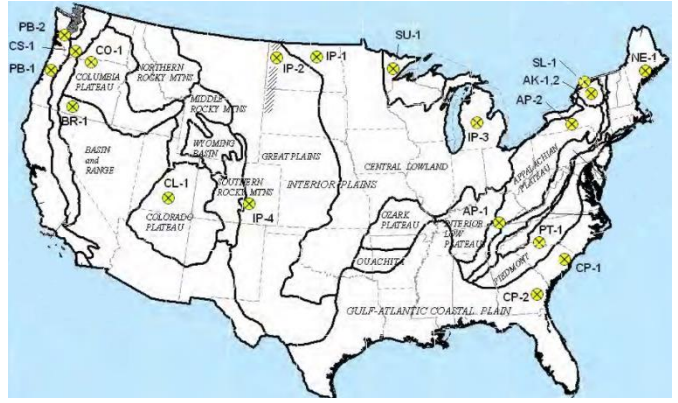 PB-2
CS-1
CO-1
PB-1
COLUMBIA
PLATEAU
NORTHERN
ROCKY MTNS
IP-2
IP-1
SU-1
SL-1
AK-1,2
AP-2
NE-1
BR-1
MIDDLE
ROCKY MTNS
WYOMING
BASIN
BASIN
and
RANGE
GREAT PLAINS
IP-3
CENTRAL LOWLAND
APPALACHIAN
PLATEAU
CL-1
COLORADO
PLATEAU
SOUTHERN
ROCKY MTNS
INTERIOR PLAINS
IP-4
OZARK
PLATEAU
OUACHITA
AP-1
INTERIOR
LOW
PLATEAU
PT-1
PIEDMONT
CP-1
CP-2
GULF-ATLANTIC COASTAL PLAIN